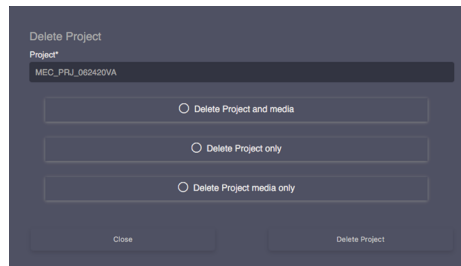 Delete Project
Project*
MEC_PRJ_062420VA
Delete Project and media
Delete Project only
Delete Project media only
Close
Delete Project